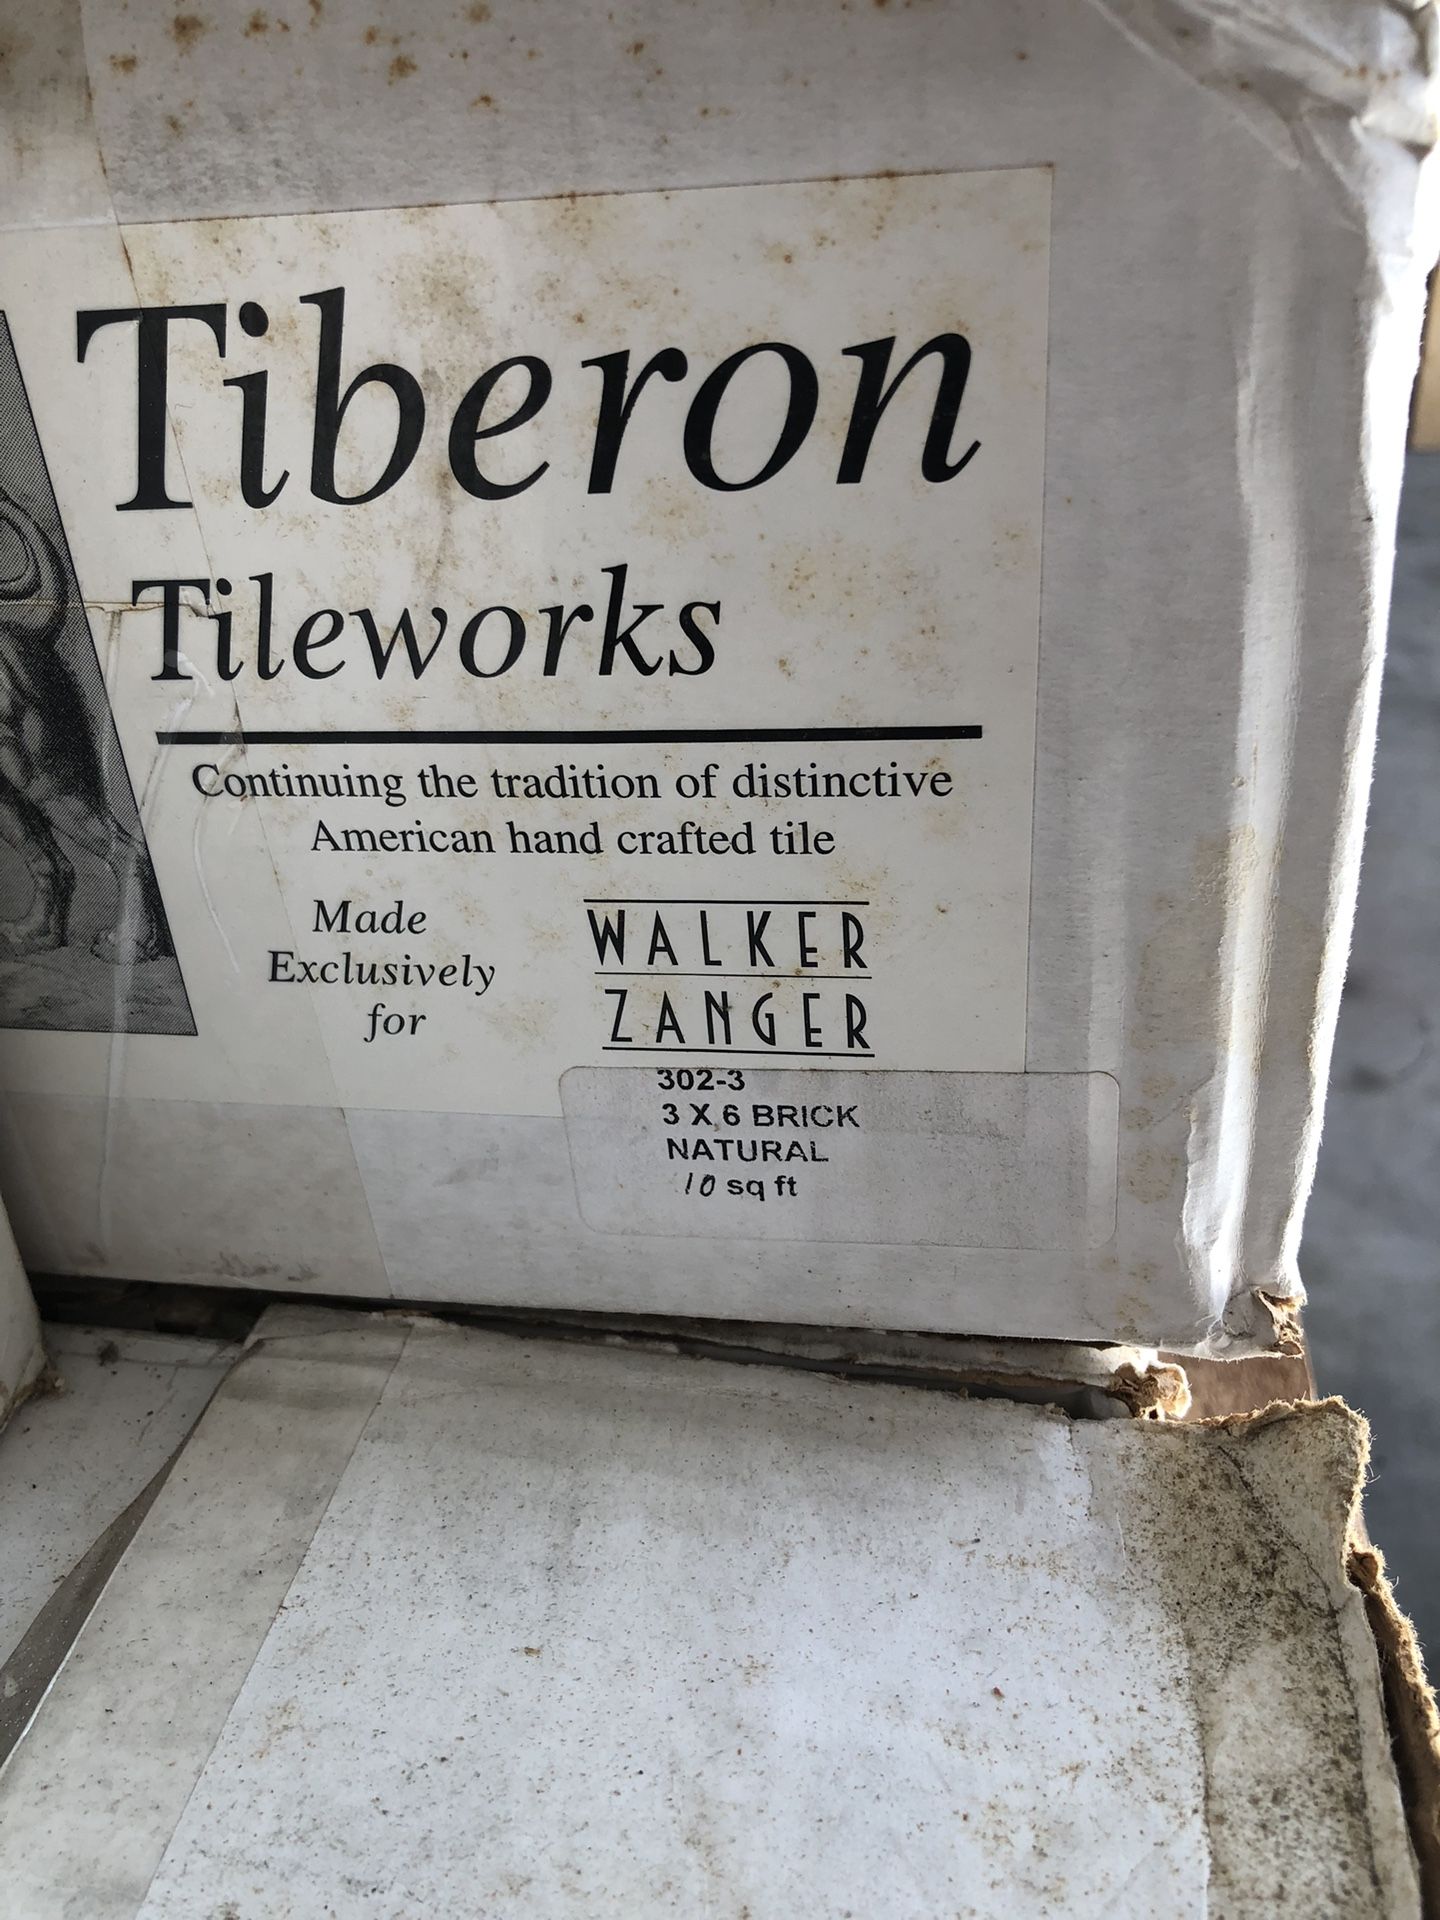 Tiberon
Tileworks
Continuing the tradition of distinctive
American hand crafted tile
Made
Exclusively
for
WALKER
ZANGER
302-3
3 X 6 BRICK
NATURAL
10 sq ft